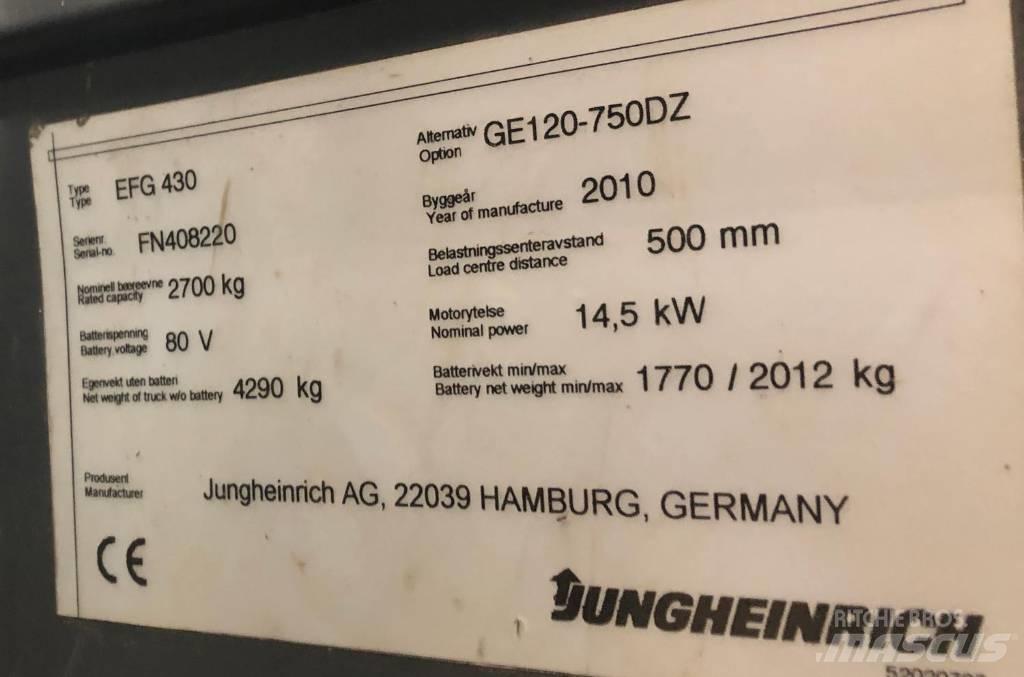 Type EFG 430
Type
Serienr. FN408220
Serial-no.
Nominell bæreevne 2700 kg
Rated capacity
Batterispenning 80 V
Battery voltage
Egenvekt uten batteri 4290 kg
Net weight of truck w/o battery
Alternativ GE120-750DZ
Option
Byggeår 2010
Year of manufacture
Belastningssenteravstand 500 mm
Load centre distance
Motorytelse 14,5 kW
Nominal power
Batterivekt min/max 1770 / 2012 kg
Battery net weight min/max
Produsent Jungheinrich AG, 22039 HAMBURG, GERMANY
Manufacturer
CE
JUNGHEINRICH
RITCHIE BROS.
MASCUS